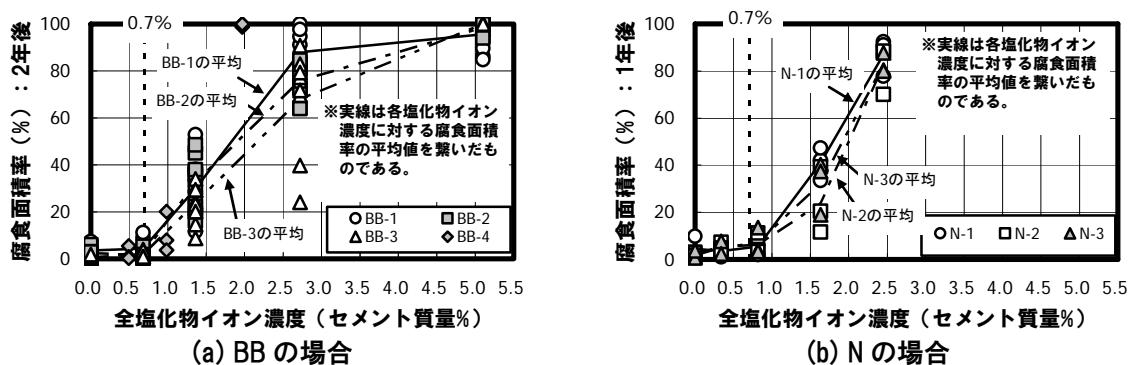 腐食面積率(%):2年後
100
80
60
40
20
0
0.7%
BB-1の平均
BB-2の平均
※実線は各塩化物イオン
濃度に対する腐食面積
率の平均値を繋いだも
のである。
BB-3の平均
BB-1 BB-2
BB-3 BB-4
0.0 0.5 1.0 1.5 2.0 2.5 3.0 3.5 4.0 4.5 5.0 5.5
全塩化物イオン濃度(セメント質量%)
(a) BB の場合
腐食面積率(%):1年後
100
80
60
40
20
0
0.7%
N-1の平均
※実線は各塩化物イオン
濃度に対する腐食面積
率の平均値を繋いだも
のである。
N-3の平均
N-2の平均
N-1 N-2 N-3
0.0 0.5 1.0 1.5 2.0 2.5 3.0 3.5 4.0 4.5 5.0 5.5
全塩化物イオン濃度(セメント質量%)
(b) N の場合